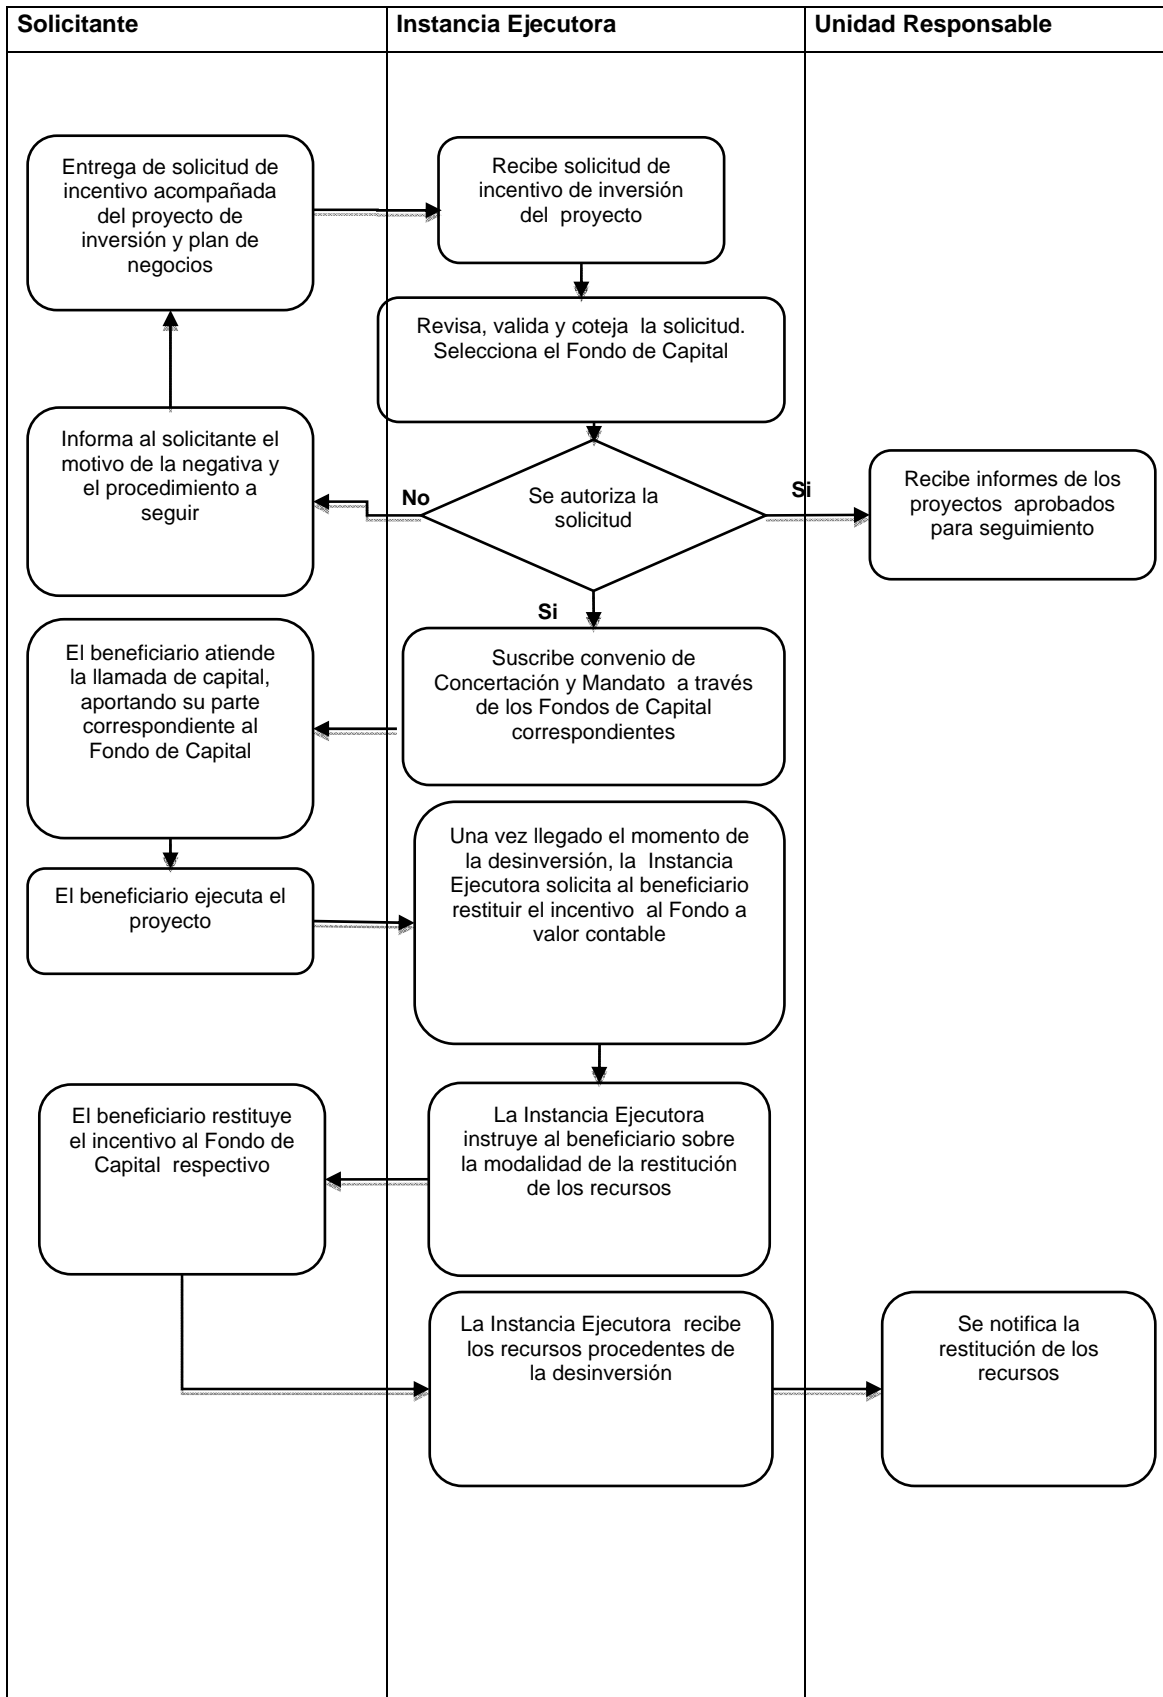 Solicitante
Instancia Ejecutora
Unidad Responsable
Entrega de solicitud de
incentivo acompañada
del proyecto de
inversión y plan de
negocios
Recibe solicitud de
incentivo de inversión
del proyecto
Revisa, valida y coteja la solicitud.
Selecciona el Fondo de Capital
Informa al solicitante el
motivo de la negativa y
el procedimiento a
seguir
No
Se autoriza la
solicitud
Si
Recibe informes de los
proyectos aprobados
para seguimiento
Si
El beneficiario atiende
la llamada de capital,
aportando su parte
correspondiente al
Fondo de Capital
Suscribe convenio de
Concertación y Mandato a través
de los Fondos de Capital
correspondientes
El beneficiario ejecuta el
proyecto
Una vez llegado el momento de
la desinversión, la Instancia
Ejecutora solicita al beneficiario
restituir el incentivo al Fondo a
valor contable
La Instancia Ejecutora
instruye al beneficiario sobre
la modalidad de la restitución
de los recursos
El beneficiario restituye
el incentivo al Fondo de
Capital respectivo
La Instancia Ejecutora recibe
los recursos procedentes de
la desinversión
Se notifica la
restitución de los
recursos